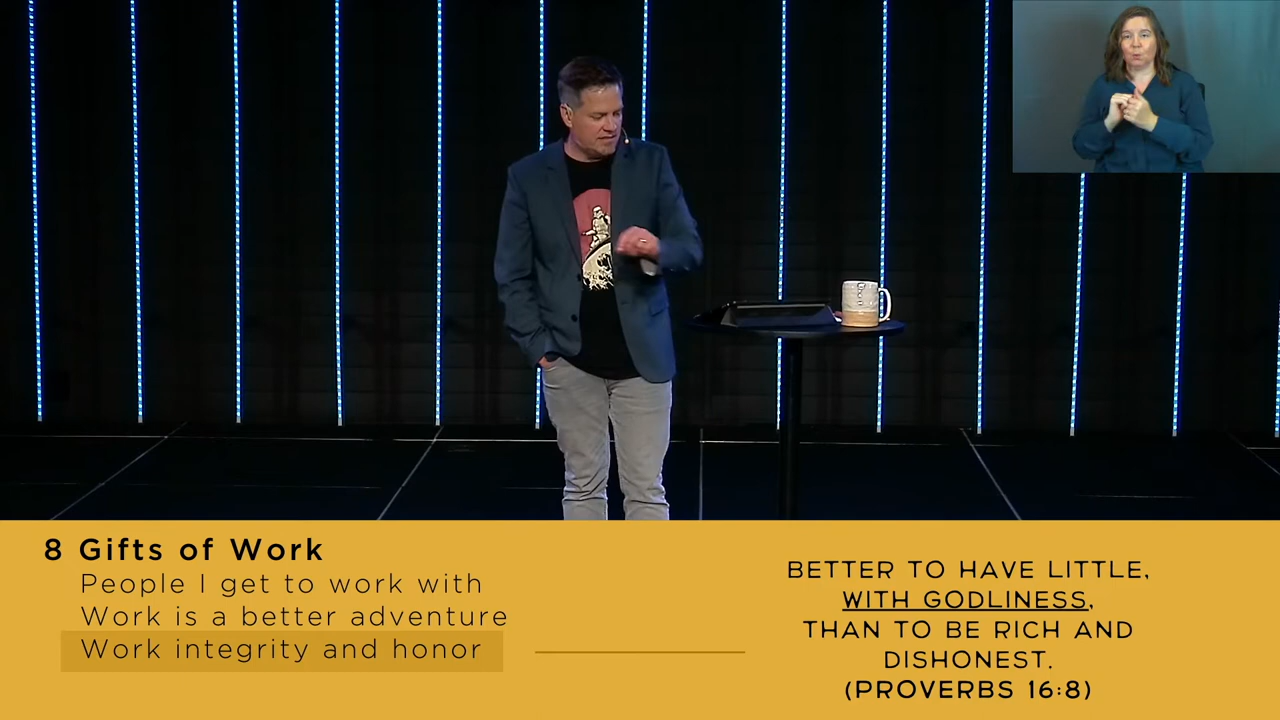 8 Gifts of Work
People I get to work with
Work is a better adventure
Work integrity and honor
BETTER TO HAVE LITTLE,
WITH GODLINESS,
THAN TO BE RICH AND
DISHONEST.
(PROVERBS 16:8)